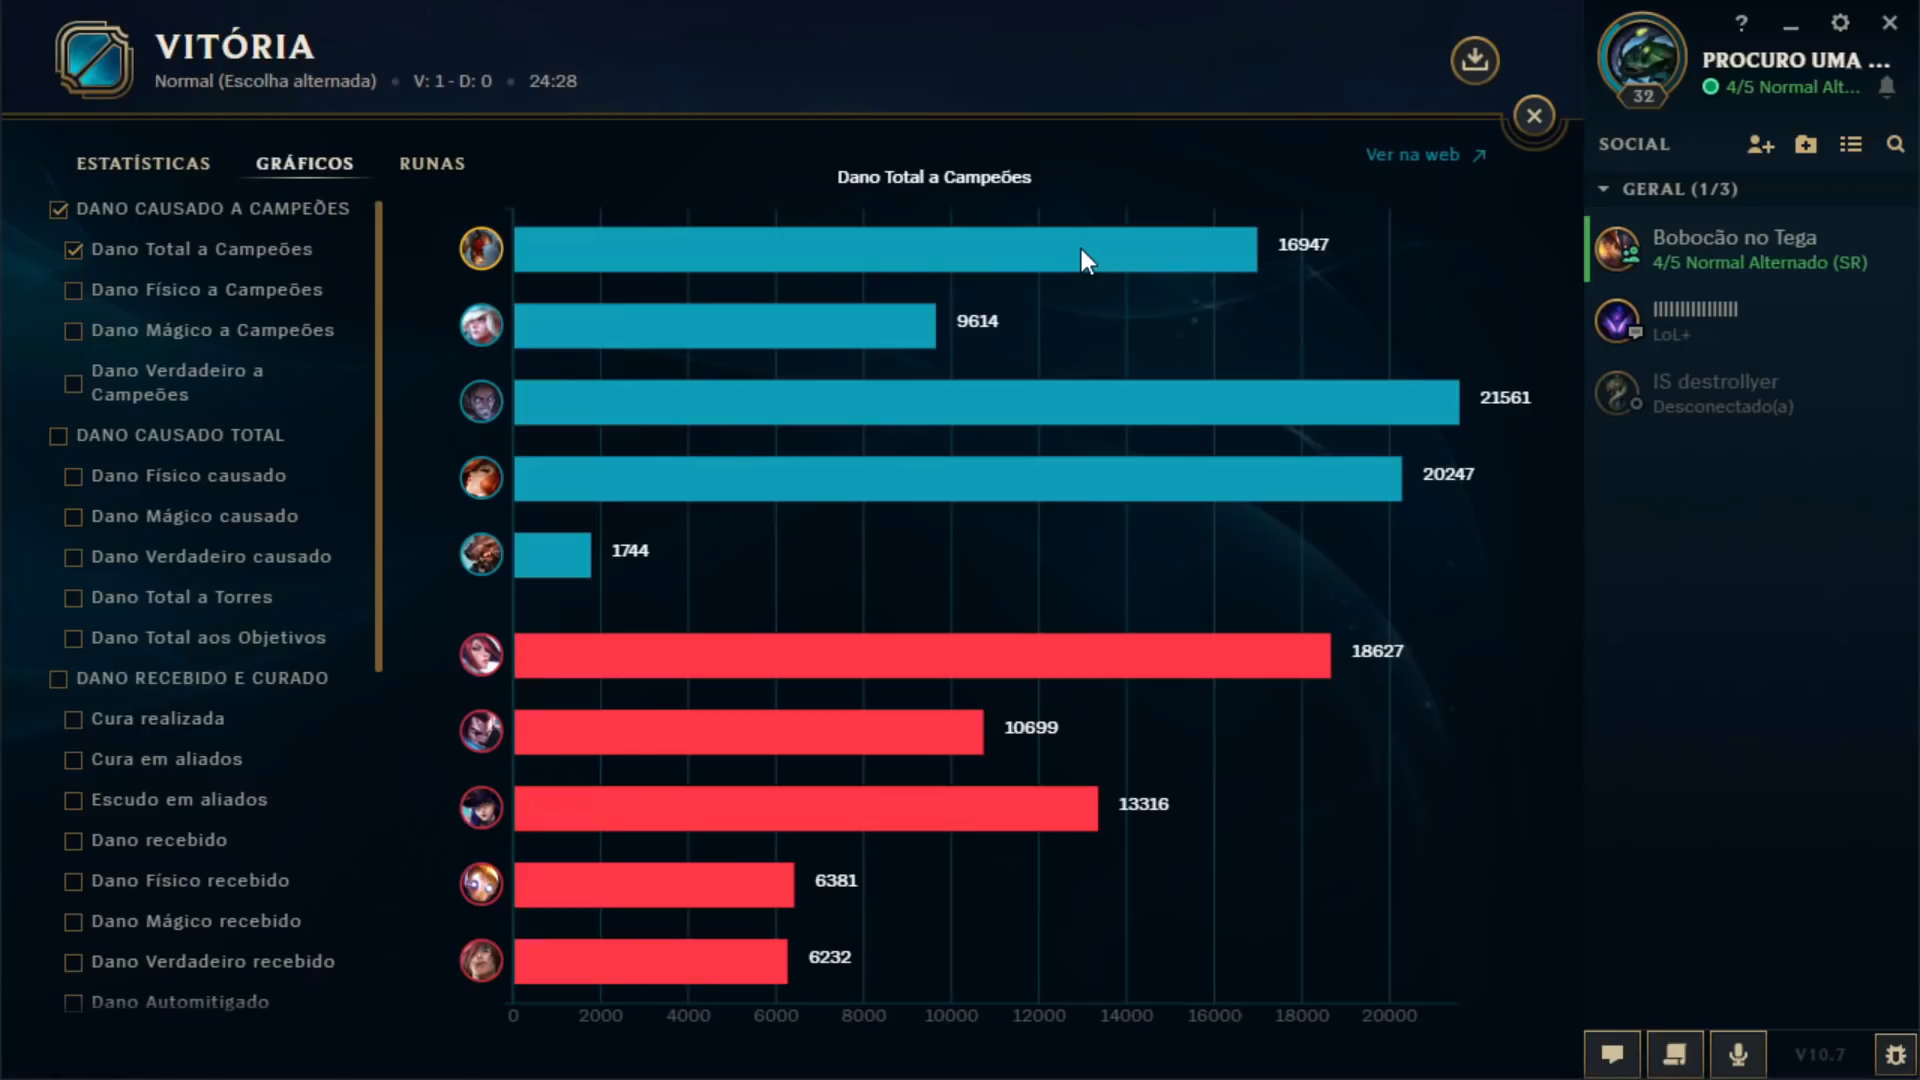 VITÓRIA
Normal (Escolha alternada) • V: 1 - D: 0 • 24:28
?
PROCURO UMA ...
4/5 Normal Alt...
32
ESTATÍSTICAS
GRÁFICOS
RUNAS
Ver na web
Dano Total a Campeões
DANO CAUSADO A CAMPEÕES
Dano Total a Campeões
Dano Físico a Campeões
Dano Mágico a Campeões
Dano Verdadeiro a
Campeões
DANO CAUSADO TOTAL
Dano Físico causado
Dano Mágico causado
Dano Verdadeiro causado
Dano Total a Torres
Dano Total aos Objetivos
DANO RECEBIDO E CURADO
Cura realizada
Cura em aliados
Escudo em aliados
Dano recebido
Dano Físico recebido
Dano Mágico recebido
Dano Verdadeiro recebido
Dano Automitigado
16947
9614
21561
20247
1744
18627
10699
13316
6381
6232
0 2000 4000 6000 8000 10000 12000 14000 16000 18000 20000
SOCIAL
GERAL (1/3)
Bobocão no Tega
4/5 Normal Alternado (SR)
LoL+
IS destrollyer
Desconectado(a)
V10.7